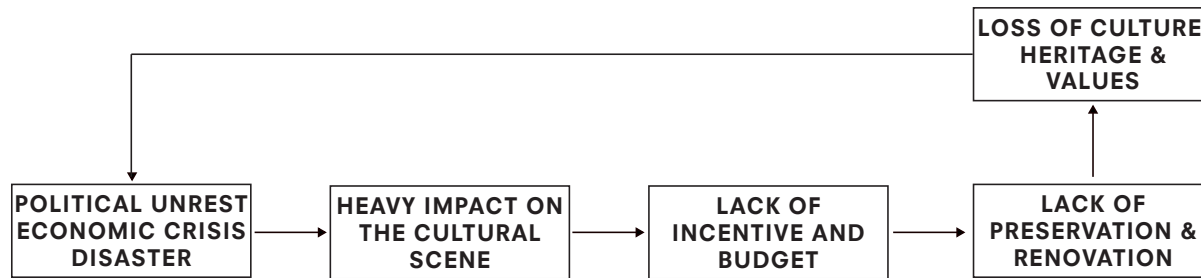 LOSS OF CULTURE
HERITAGE &
VALUES
POLITICAL UNREST
ECONOMIC CRISIS
DISASTER
HEAVY IMPACT ON
THE CULTURAL
SCENE
LACK OF
INCENTIVE AND
BUDGET
LACK OF
PRESERVATION &
RENOVATION